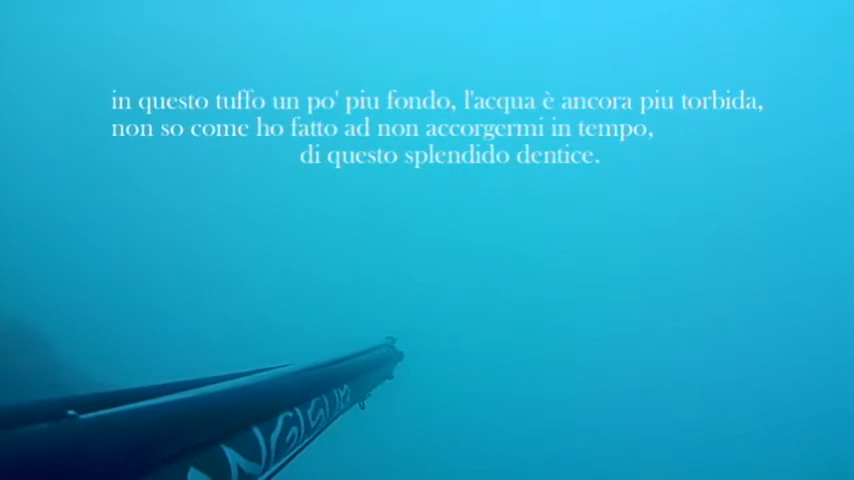 in questo tuffo un po' piu fondo, l'acqua è ancora piu torbida,
non so come ho fatto ad non accorgermi in tempo,
di questo splendido dentice.